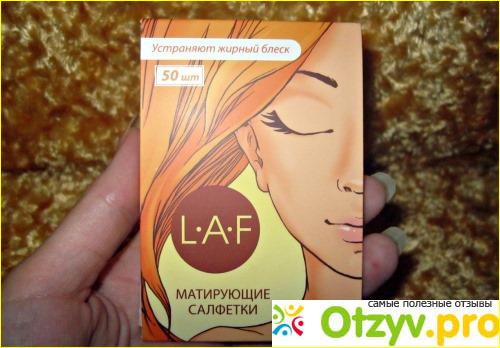 Устраняют жирный блеск
50 шт
L·A·F
МАТИРУЮЩИЕ
САЛФЕТКИ
самые полезные отзывы
Otzyv.pro